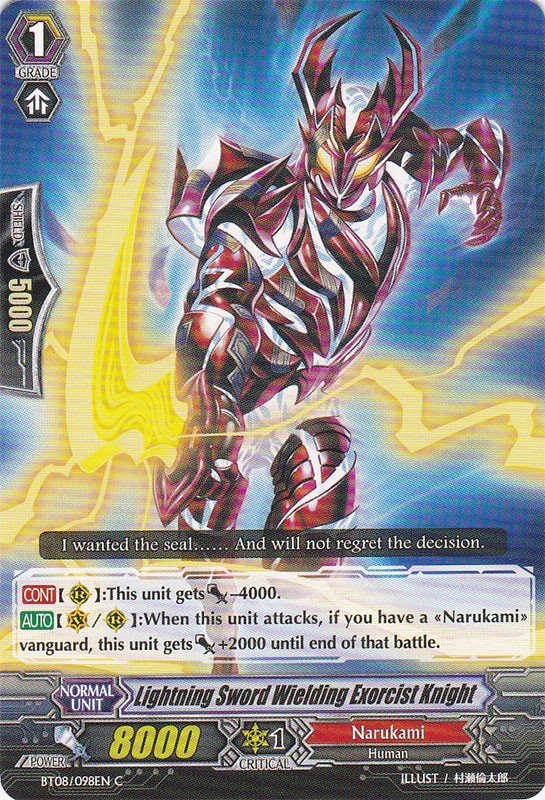 1
GRADE
SHIELD
5000
I wanted the seal...... And will not regret the decision.
CONT【 R 】:This unit gets -4000.
AUTO【 V / R 】:When this unit attacks, if you have a «Narukami»
vanguard, this unit gets +2000 until end of that battle.
NORMAL
UNIT
Lightning Sword Wielding Exorcist Knight
POWER
8000
1
CRITICAL
Narukami
Human
BT08/098EN C
ILLUST / 村瀬倫太郎